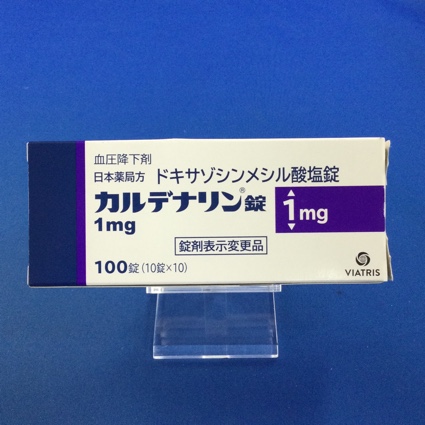 血圧降下剤
日本薬局方 ドキサゾシンメシル酸塩錠
カルデナリン®錠 1mg
1mg
錠剤表示変更品
100錠(10錠×10)
VIATRIS